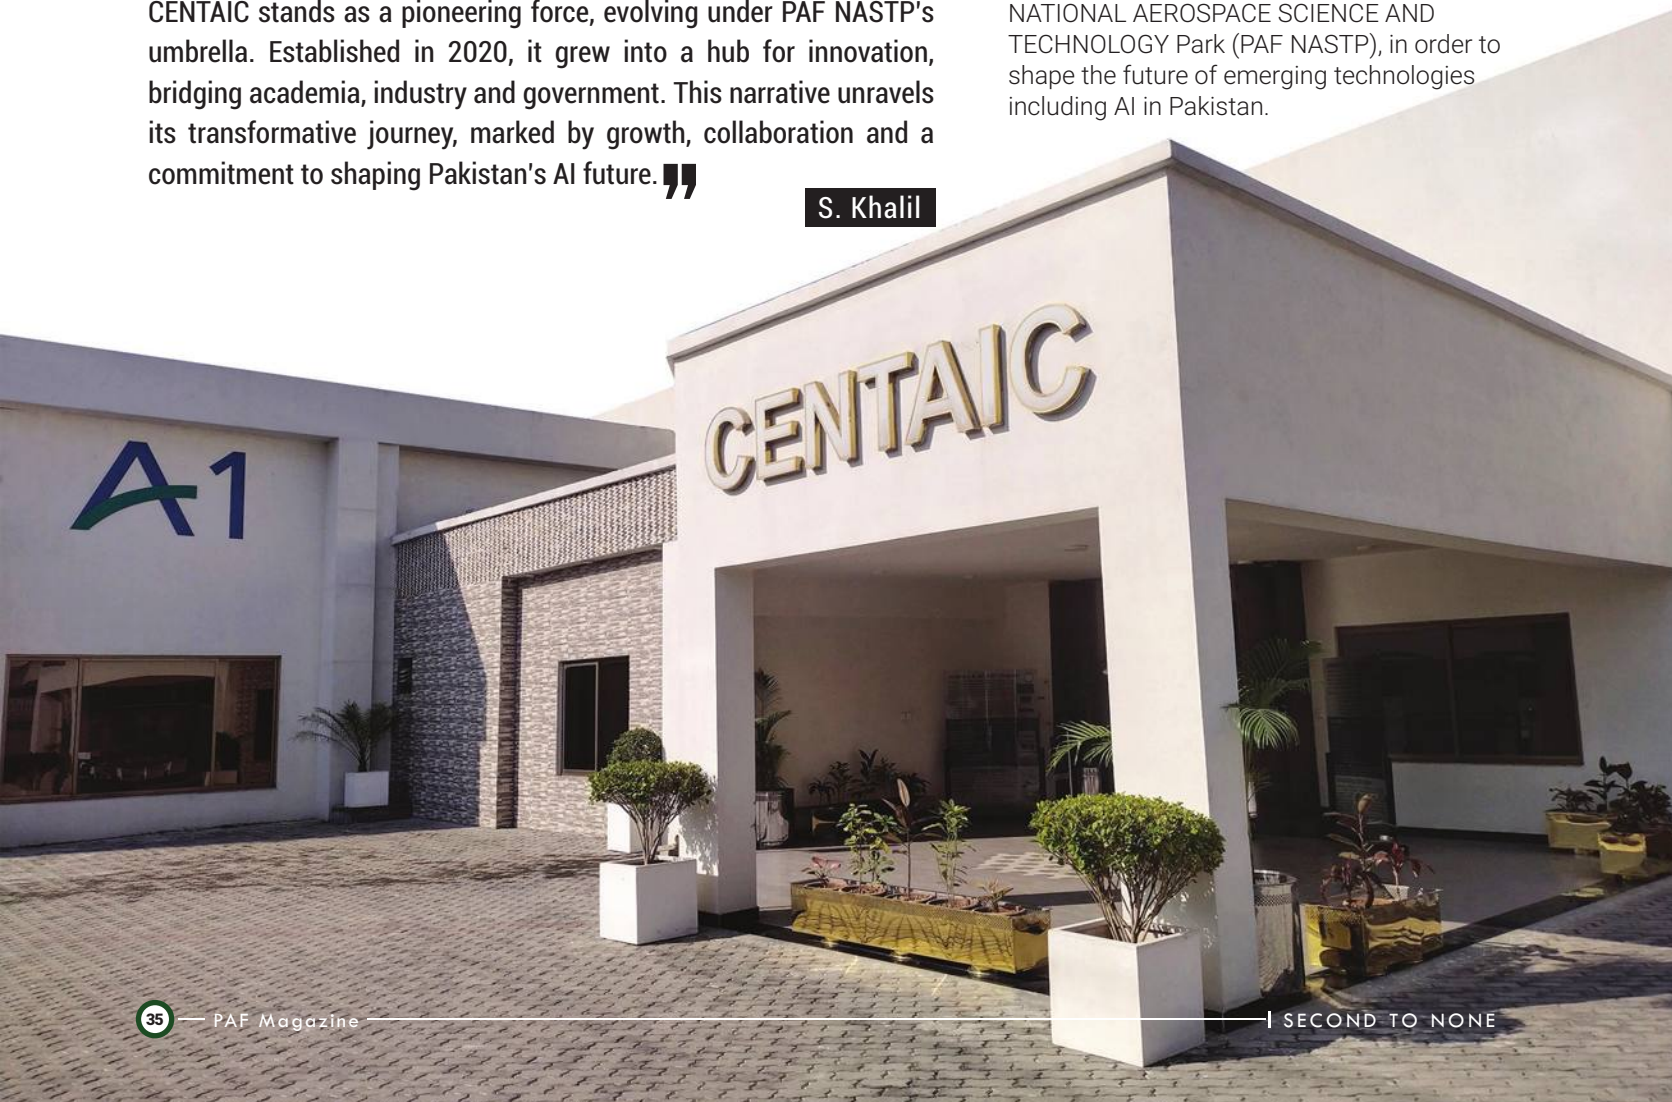 CENTAIC stands as a pioneering force, evolving under PAF NASTP's
umbrella. Established in 2020, it grew into a hub for innovation,
bridging academia, industry and government. This narrative unravels
its transformative journey, marked by growth, collaboration and a
commitment to shaping Pakistan's AI future.”
S. Khalil
NATIONAL AEROSPACE SCIENCE AND
TECHNOLOGY Park (PAF NASTP), in order to
shape the future of emerging technologies
including AI in Pakistan.
CENTAIC
A1
35 PAF Magazine
SECOND TO NONE